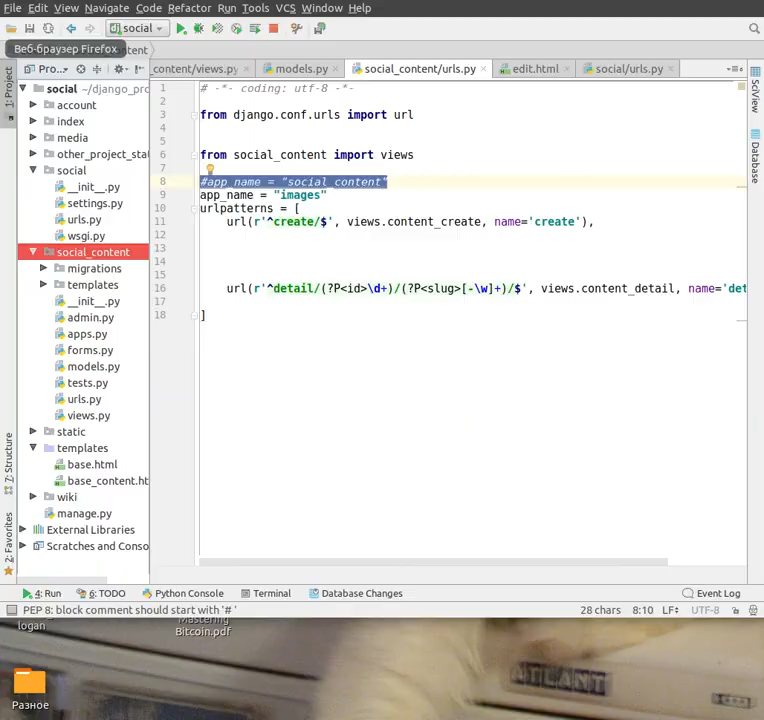 File Edit View Navigate Code Refactor Run Tools VCS Window Help
social
Веб-браузер Firefox
content
1: Project
Pro...
content/views.py
models.py
social_content/urls.py
edit.html
social/urls.py
SciView
Database
social ~/django_pro
account
index
media
other_project_stat
social
__init__.py
settings.py
urls.py
wsgi.py
social_content
migrations
templates
__init__.py
admin.py
apps.py
forms.py
models.py
tests.py
urls.py
views.py
static
templates
base.html
base_content.ht
wiki
manage.py
External Libraries
Scratches and Conso
7: Structure
2: Favorites
1 # -*- coding: utf-8 -*-
2
3 from django.conf.urls import url
4
5
6 from social_content import views
7
8 #app_name = "social_content"
9 app_name = "images"
10 urlpatterns = [
11 url(r'^create/$', views.content_create, name='create'),
12
13
14
15
16 url(r'^detail/(?P<id>\d+)/(?P<slug>[-\w]+)/$', views.content_detail, name='det
17
18 ]
4: Run 6: TODO Python Console Terminal Database Changes Event Log
PEP 8: block comment should start with '# ' 28 chars 8:10 LF UTF-8
logan
Mastering
Bitcoin.pdf
ATLANT
Разное